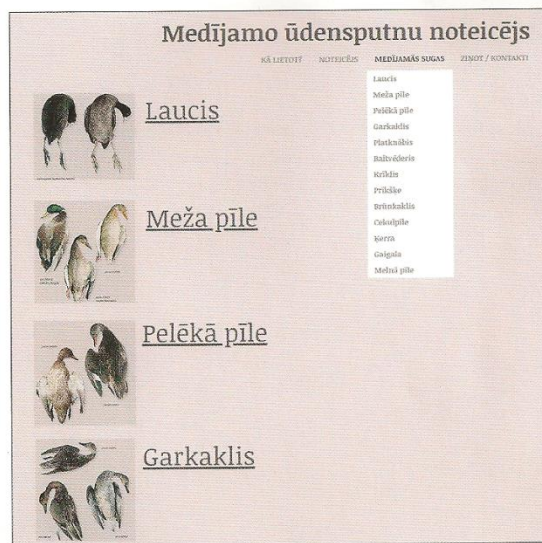 Medījamo ūdensputnu noteicējs
KĀ LIETOT NOTEICĒJS MEDĪJAMĀS SUGAS ZIŅOT / KONTAKTI
Laucis
Meža pīle
Pelēkā pīle
Garkaklis
Platknābis
Baltvēderis
Krīklis
Prīkšķe
Brūnkaklis
Cekulpīle
Ķerra
Gaigala
Melnā pīle
Laucis
Meža pīle
Pelēkā pīle
Garkaklis